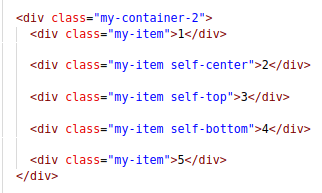 <div class="my-container-2">
<div class="my-item">1</div>
<div class="my-item self-center">2</div>
<div class="my-item self-top">3</div>
<div class="my-item self-bottom">4</div>
<div class="my-item">5</div>
</div>